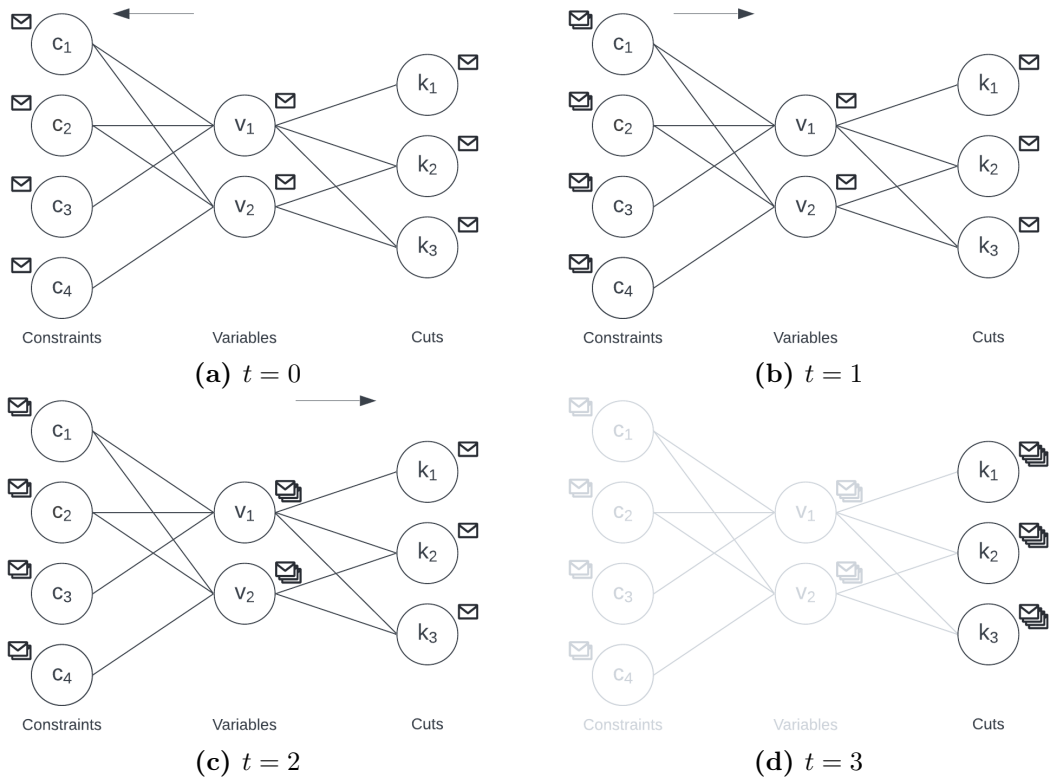 c1
c2
c3
c4
v1
v2
k1
k2
k3
Constraints Variables Cuts
(a) t = 0
c1
c2
c3
c4
v1
v2
k1
k2
k3
Constraints Variables Cuts
(b) t = 1
c1
c2
c3
c4
v1
v2
k1
k2
k3
Constraints Variables Cuts
(c) t = 2
c1
c2
c3
c4
v1
v2
k1
k2
k3
Constraints Variables Cuts
(d) t = 3